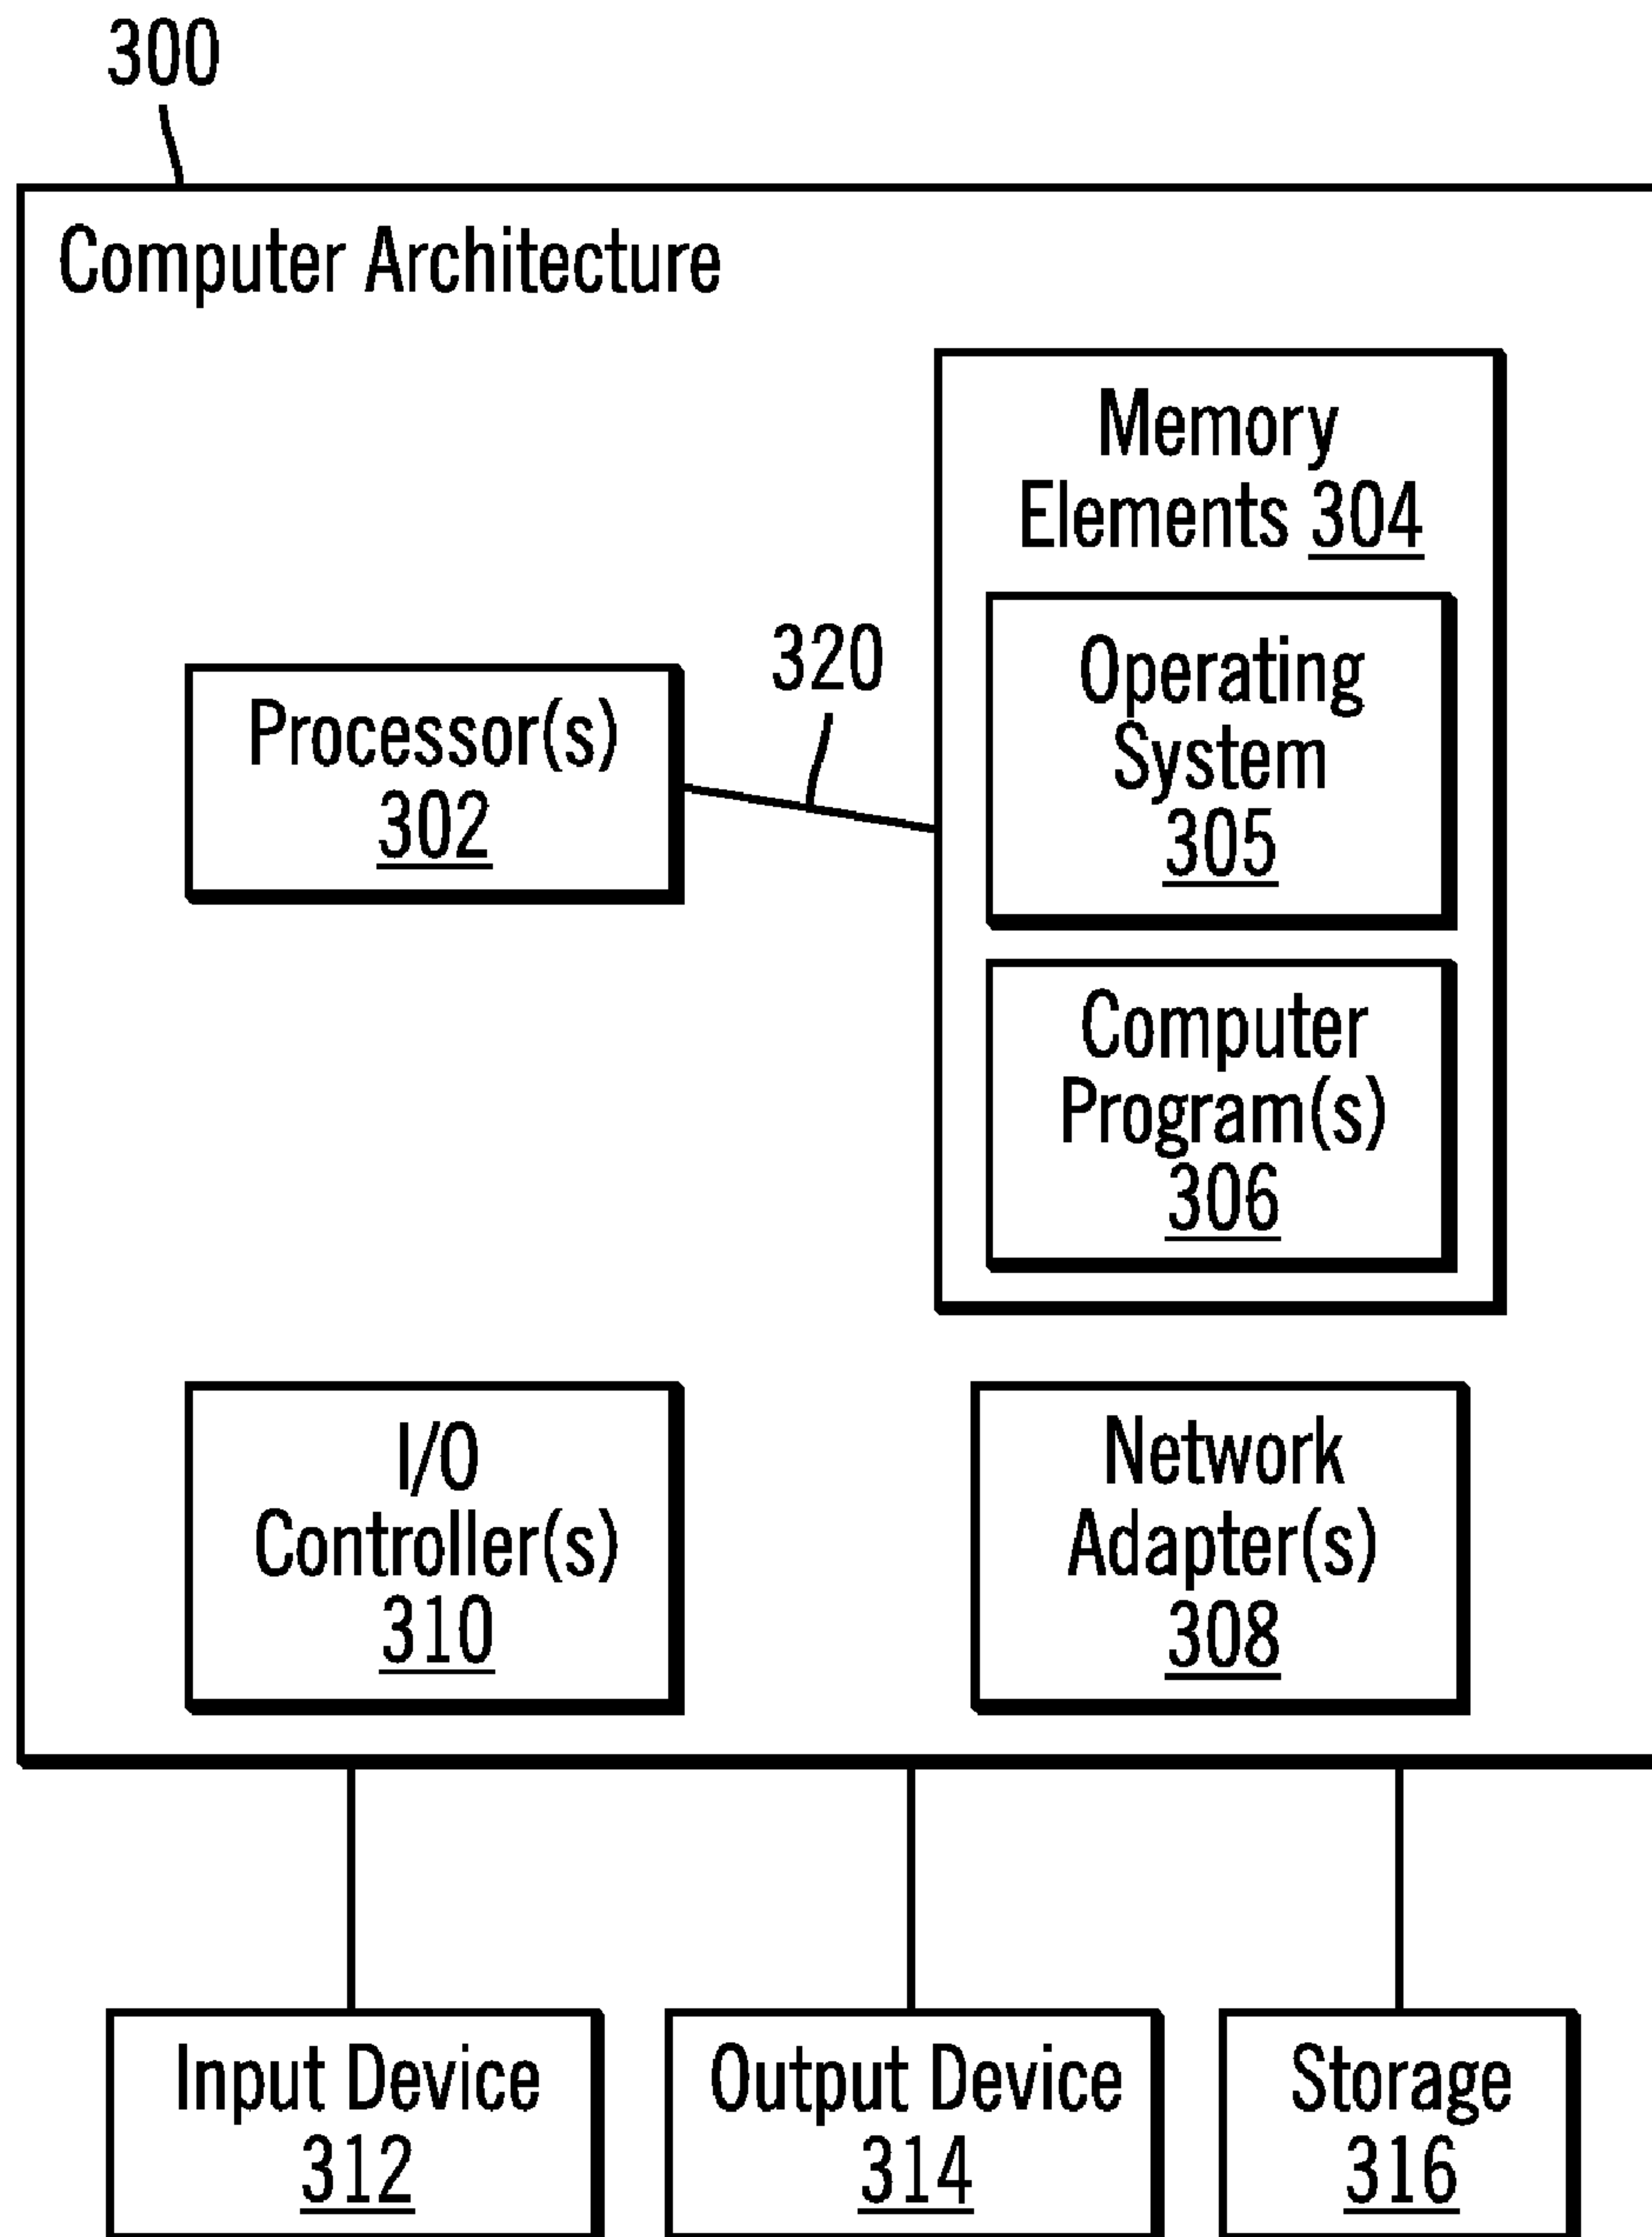 300
Computer Architecture
Memory
Elements 304
320
Operating
System
305
Processor(s)
302
Computer
Program(s)
306
I/O
Controller(s)
310
Network
Adapter(s)
308
Input Device
312
Output Device
314
Storage
316